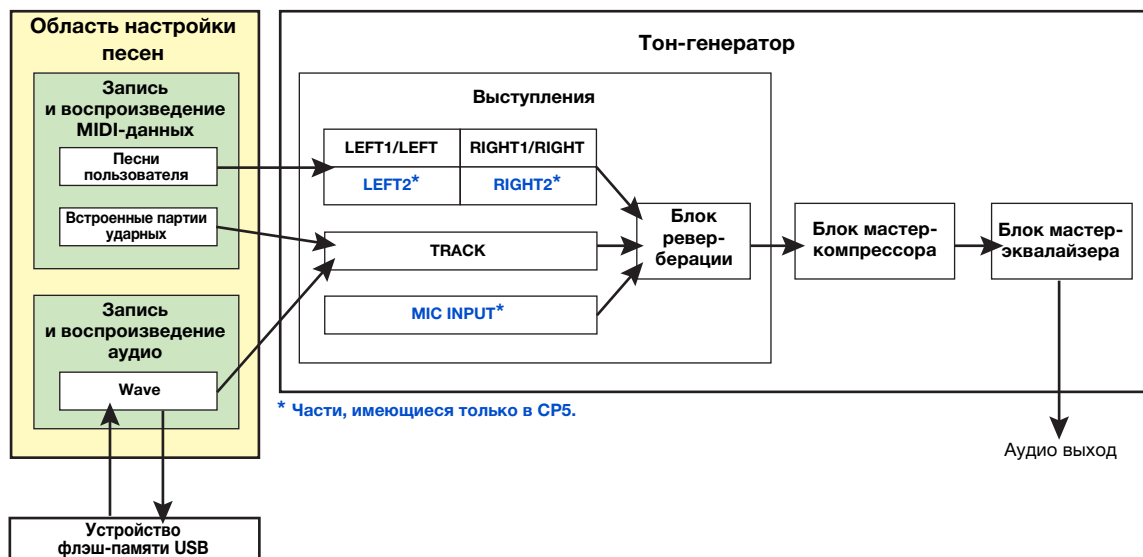 Область настройки
песен
Запись
и воспроизведение
MIDI-данных
Песни
пользователя
Встроенные партии
ударных
Запись
и воспроизведение
аудио
Wave
Устройство
флэш-памяти USB
Тон-генератор
Выступления
LEFT1/LEFT
RIGHT1/RIGHT
LEFT2*
RIGHT2*
TRACK
MIC INPUT*
Блок
ревер-
берации
Блок мастер-
компрессора
Блок мастер-
эквалайзера
* Части, имеющиеся только в CP5.
Аудио выход